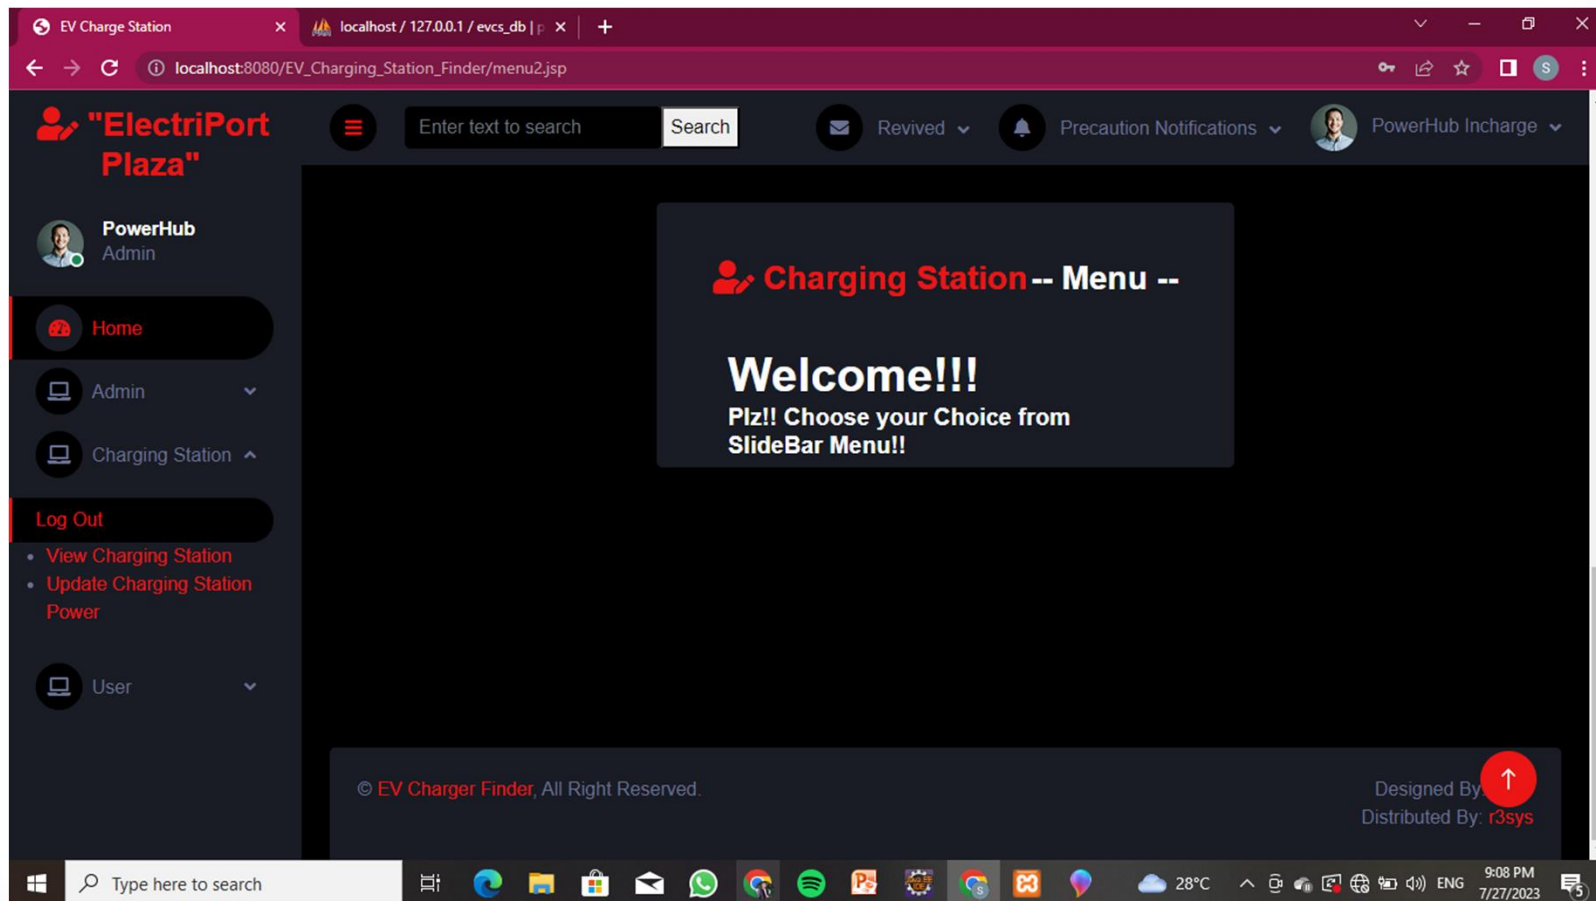 EV Charge Station
localhost / 127.0.0.1 / evcs_db | p
localhost:8080/EV_Charging_Station_Finder/menu2.jsp
S
"ElectriPort
Plaza"
Enter text to search
Search
Revived
Precaution Notifications
PowerHub Incharge
PowerHub
Admin
Home
Admin
Charging Station
Log Out
View Charging Station
Update Charging Station
Power
User
Charging Station -- Menu --
Welcome!!!
Plz!! Choose your Choice from
SlideBar Menu!!
© EV Charger Finder, All Right Reserved.
Designed By
Distributed By: r3sys
Type here to search
28°C
ENG
9:08 PM
7/27/2023
5